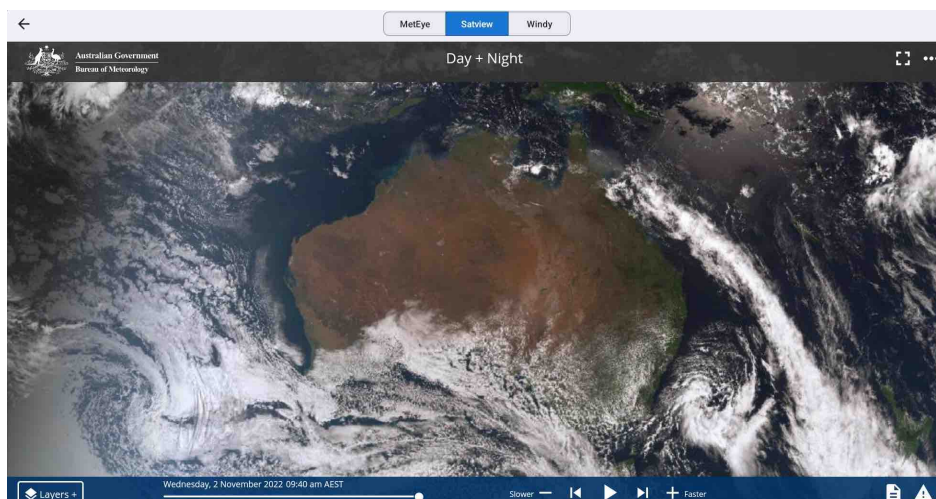 MetEye
Satview
Windy
Australian Government
Bureau of Meteorology
Day + Night
Layers +
Wednesday, 2 November 2022 09:40 am AEST
Slower
Faster